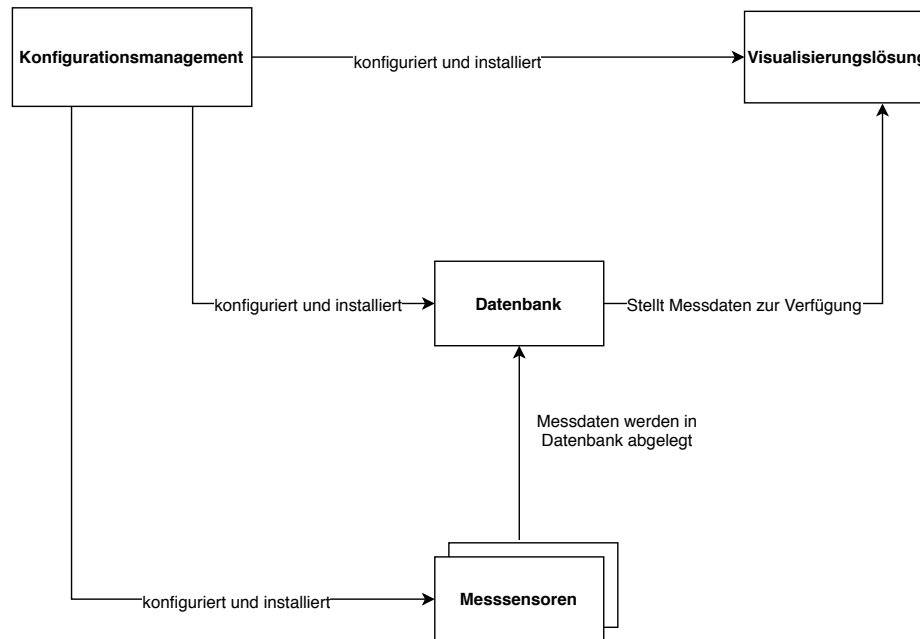 Konfigurationsmanagement
konfiguriert und installiert
Visualisierungslösung
konfiguriert und installiert
Datenbank
Stellt Messdaten zur Verfügung
Messdaten werden in
Datenbank abgelegt
konfiguriert und installiert
Messsensoren